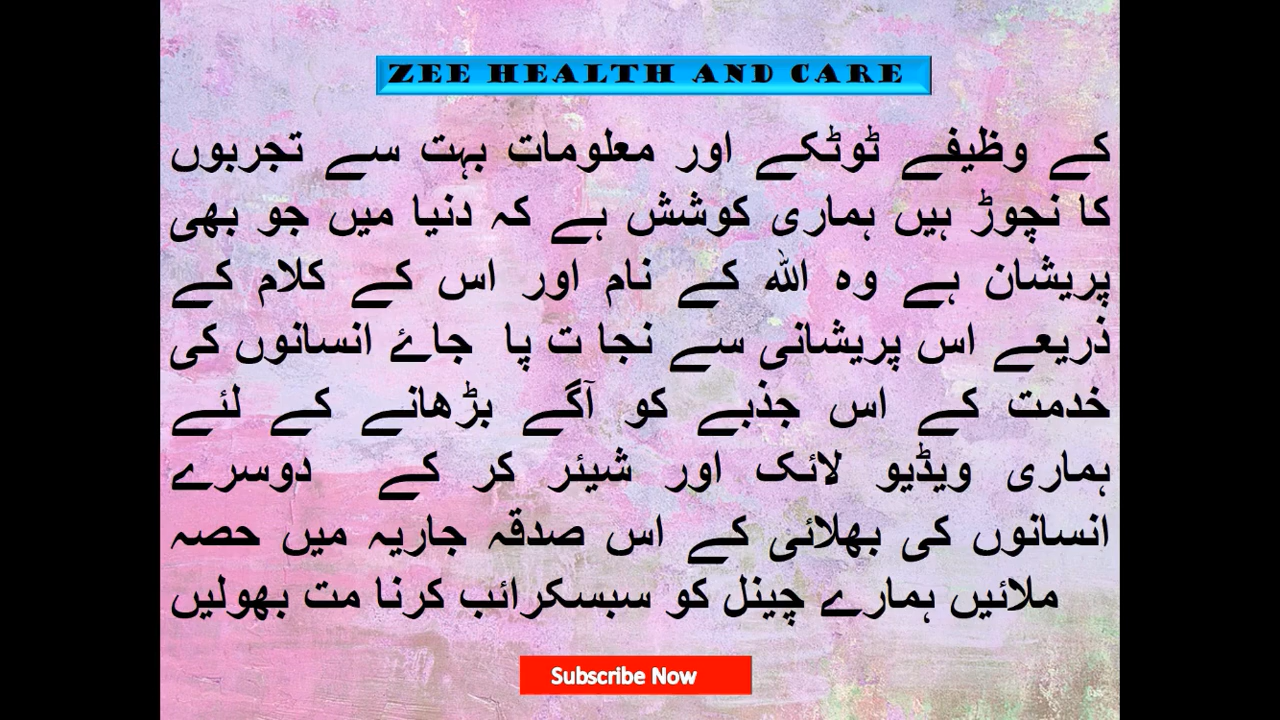 ZEE HEALTH AND CARE
کے وظیفے ٹوٹکے اور معلومات بہت سے تجربوں
کا نچوڑ ہیں ہماری کوشش ہے کہ دنیا میں جو بھی
پریشان ہے وہ اللہ کے نام اور اس کے کلام کے
ذریعے اس پریشانی سے نجا ت پا جاۓ انسانوں کی
خدمت کے اس جذبے کو آگے بڑھانے کے لئے
ہماری ویڈیو لائک اور شیئر کر کے دوسرے
انسانوں کی بھلائی کے اس صدقہ جاریہ میں حصہ
ملائیں ہمارے چینل کو سبسکرائب کرنا مت بھولیں
Subscribe Now